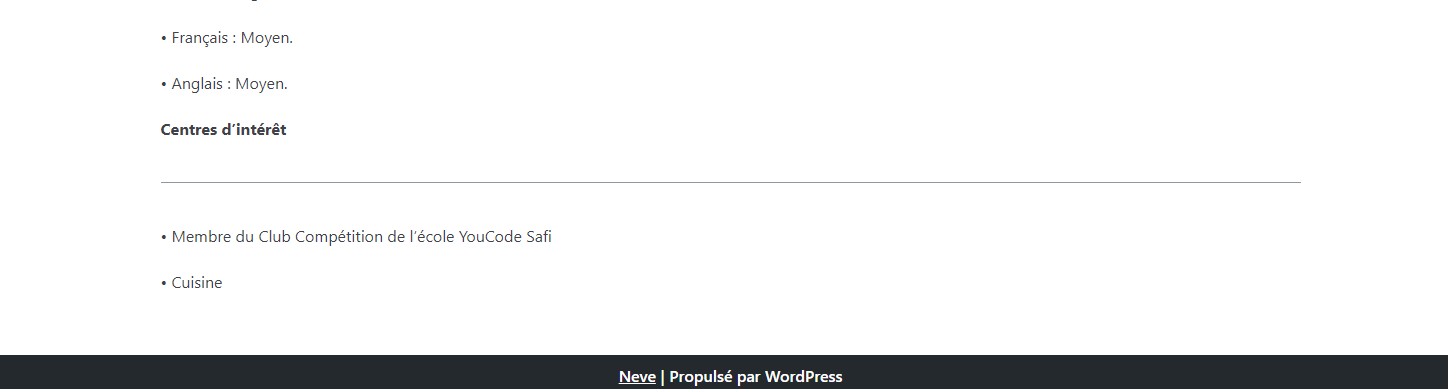 • Français : Moyen.
• Anglais : Moyen.
Centres d’intérêt
• Membre du Club Compétition de l’école YouCode Safi
• Cuisine
Neve | Propulsé par WordPress